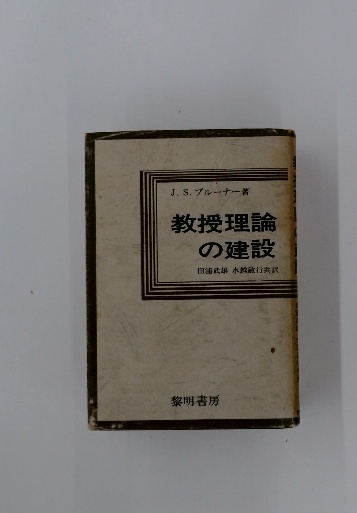 J. S. ブルーナー著
教授理論
の建設
田浦武雄 水越敏行共訳
黎明書房